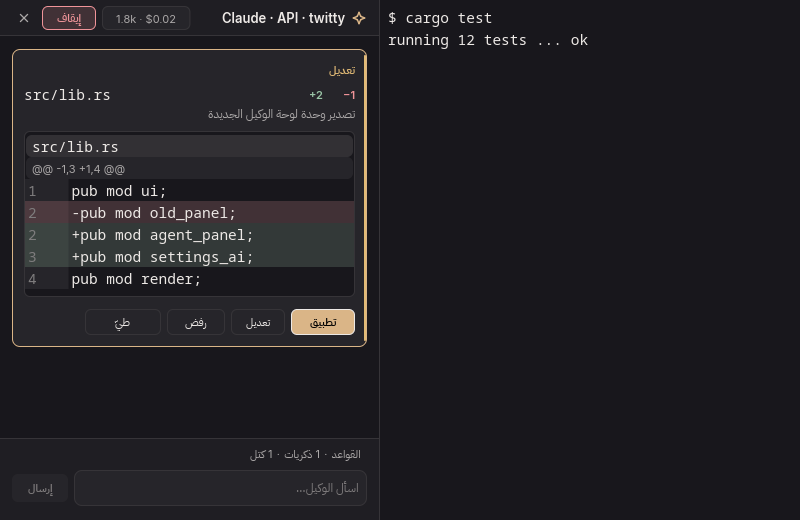 Claude · API · twitty
1.8k · $0.02
إيقاف
×
تعديل
src/lib.rs +2 −1
تصدير وحدة لوحة الوكيل الجديدة
src/lib.rs
@@ -1,3 +1,4 @@
1 pub mod ui;
2 -pub mod old_panel;
2 +pub mod agent_panel;
3 +pub mod settings_ai;
4 pub mod render;
تطبيق
تعديل
رفض
طيّ
القواعد · 1 ذكريات · 1 كتل
اسأل الوكيل...
إرسال
$ cargo test
running 12 tests ... ok